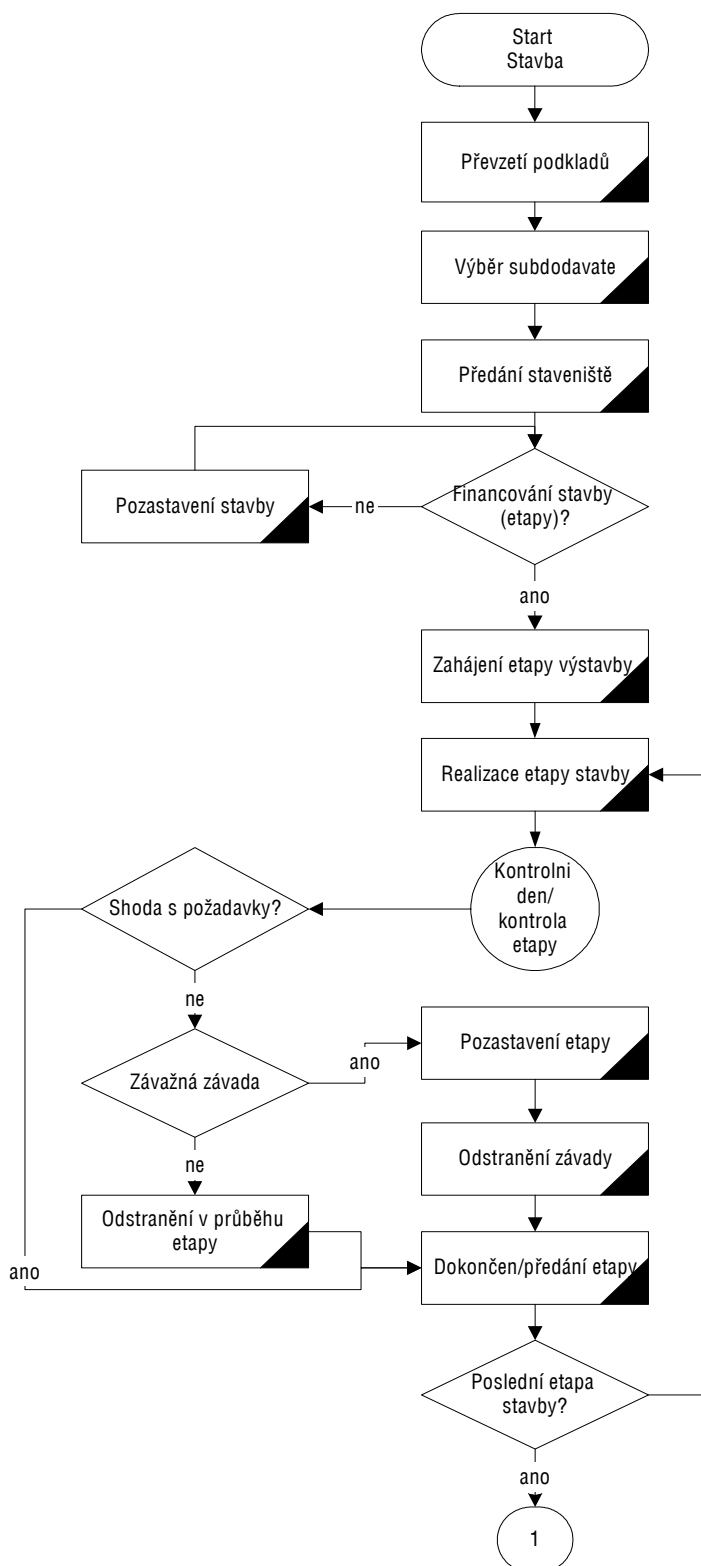 Start
Stavba
Převzetí podkladů
Výběr subdodavate
Předání staveniště
Financování stavby
(etapy)?
ne
Pozastavení stavby
ano
Zahájení etapy výstavby
Realizace etapy stavby
Kontrolni
den/
kontrola
etapy
Shoda s požadavky?
ne
Závažná závada
ano
Pozastavení etapy
Odstranění závady
ne
Odstranění v průběhu
etapy
ano
Dokončen/předání etapy
Poslední etapa
stavby?
ano
1